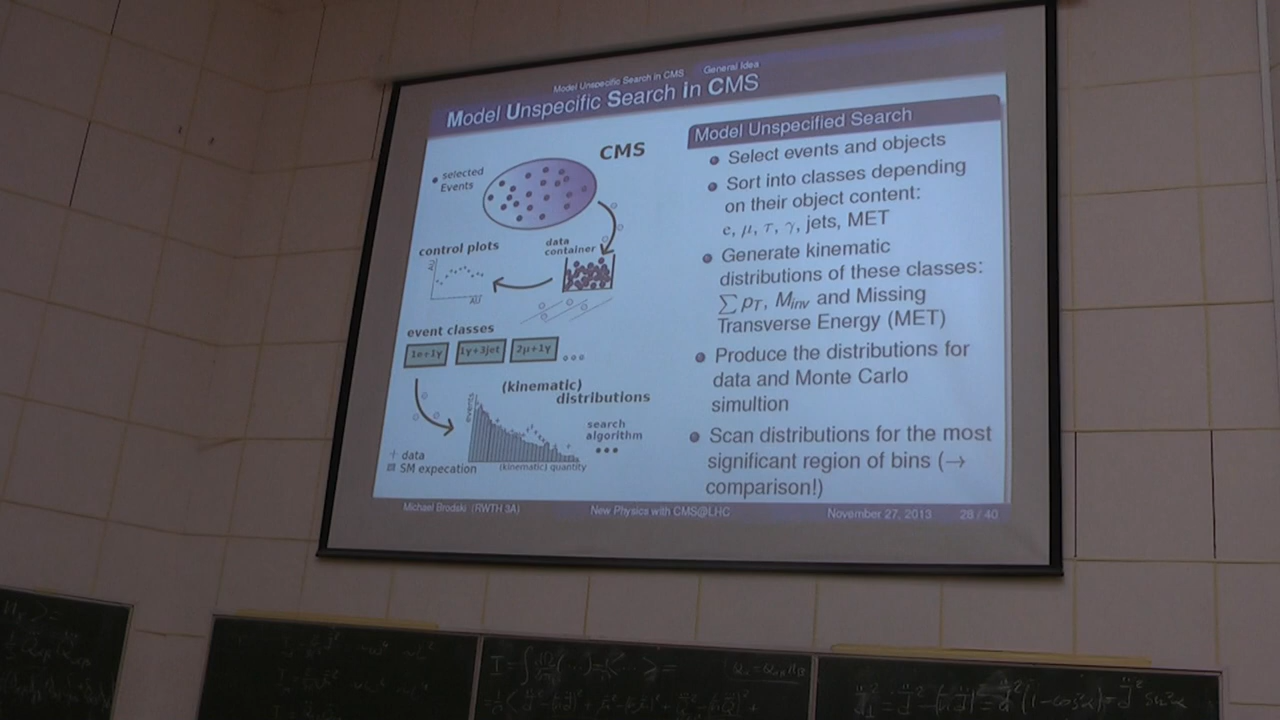 Model Unspecific Search in CMS General Idea
Model Unspecific Search in CMS
CMS
selected
Events
control plots
data
container
AU
AU
event classes
1e+1γ
1γ+3jet
2μ+1γ
(kinematic)
distributions
events
search
algorithm
+ data
SM expecation
(kinematic) quantity
Model Unspecified Search
Select events and objects
Sort into classes depending
on their object content:
e, μ, τ, γ, jets, MET
Generate kinematic
distributions of these classes:
∑ pT, Minv and Missing
Transverse Energy (MET)
Produce the distributions for
data and Monte Carlo
simultion
Scan distributions for the most
significant region of bins (→
comparison!)
Michael Brodski (RWTH 3A) New Physics with CMS@LHC November 27, 2013 28 / 40